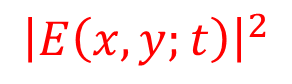 |E(x, y; t)|²